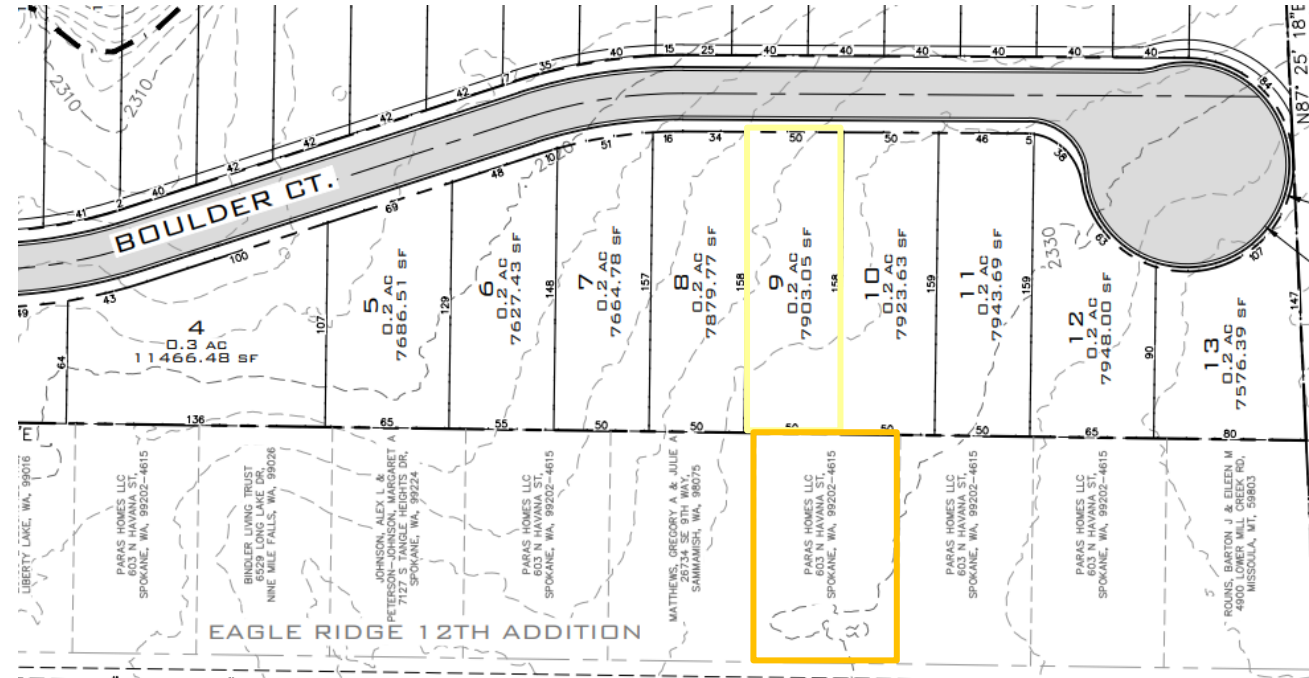 2310
2310
41
2
40
42
42
42
7
35
40
15
25
40
40
40
40
40
40
84
N87° 25' 18"E
BOULDER CT.
49
43
100
69
48
10
51
16
34
50
50
46
5
38
63
107
147
2320
2330
64
4
0.3 AC
11466.48 SF
107
5
0.2 AC
7686.51 SF
129
6
0.2 AC
7627.43 SF
148
7
0.2 AC
7664.78 SF
157
8
0.2 AC
7879.77 SF
158
9
0.2 AC
7903.05 SF
158
10
0.2 AC
7923.63 SF
159
11
0.2 AC
7943.69 SF
159
12
0.2 AC
7948.00 SF
90
13
0.2 AC
7576.39 SF
136
65
55
50
50
50
50
50
65
80
'E
LIBERTY LAKE, WA, 99016
PARAS HOMES LLC
603 N HAVANA ST,
SPOKANE, WA, 99202-4615
BINDLER LIVING TRUST
6529 LONG LAKE DR,
NINE MILE FALLS, WA, 99026
JOHNSON, ALEX L &
PETERSON-JOHNSON, MARGARET A
7127 S TANGLE HEIGHTS DR,
SPOKANE, WA, 99224
PARAS HOMES LLC
603 N HAVANA ST,
SPOKANE, WA, 99202-4615
MATTHEWS, GREGORY A & JULIE A
26734 SE 9TH WAY,
SAMMAMISH, WA, 98075
PARAS HOMES LLC
603 N HAVANA ST,
SPOKANE, WA, 99202-4615
PARAS HOMES LLC
603 N HAVANA ST,
SPOKANE, WA, 99202-4615
PARAS HOMES LLC
603 N HAVANA ST,
SPOKANE, WA, 99202-4615
ROUNS, BARTON J & EILEEN M
4900 LOWER MILL CREEK RD,
MISSOULA, MT, 59803
EAGLE RIDGE 12TH ADDITION